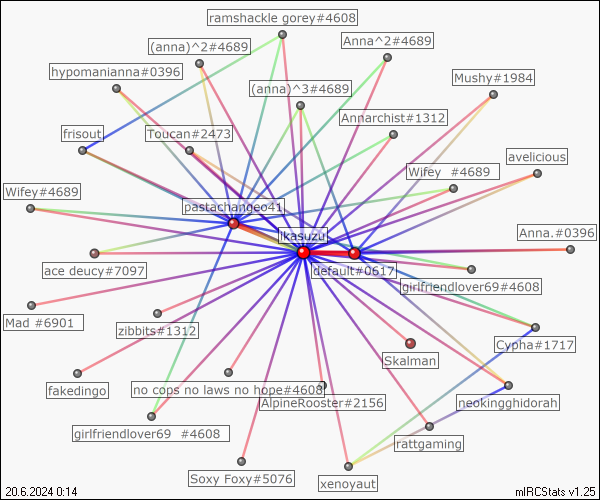 ramshackle gorey#4608
(anna)^2#4689
Anna^2#4689
hypomanianna#0396
Mushy#1984
(anna)^3#4689
Annarchist#1312
frisout
Toucan#2473
avelicious
Wifey  #4689
Wifey#4689
pastachangeo41
Anna.#0396
ikasuzu
ace deucy#7097
default#0617
girlfriendlover69#4608
Mad #6901
zibbits#1312
Cypha#1717
Skalman
fakedingo
no cops no laws no hope#4608
AlpineRooster#2156
neokingghidorah
girlfriendlover69  #4608
rattgaming
Soxy Foxy#5076
xenoyaut
20.6.2024 0:14
mIRCStats v1.25